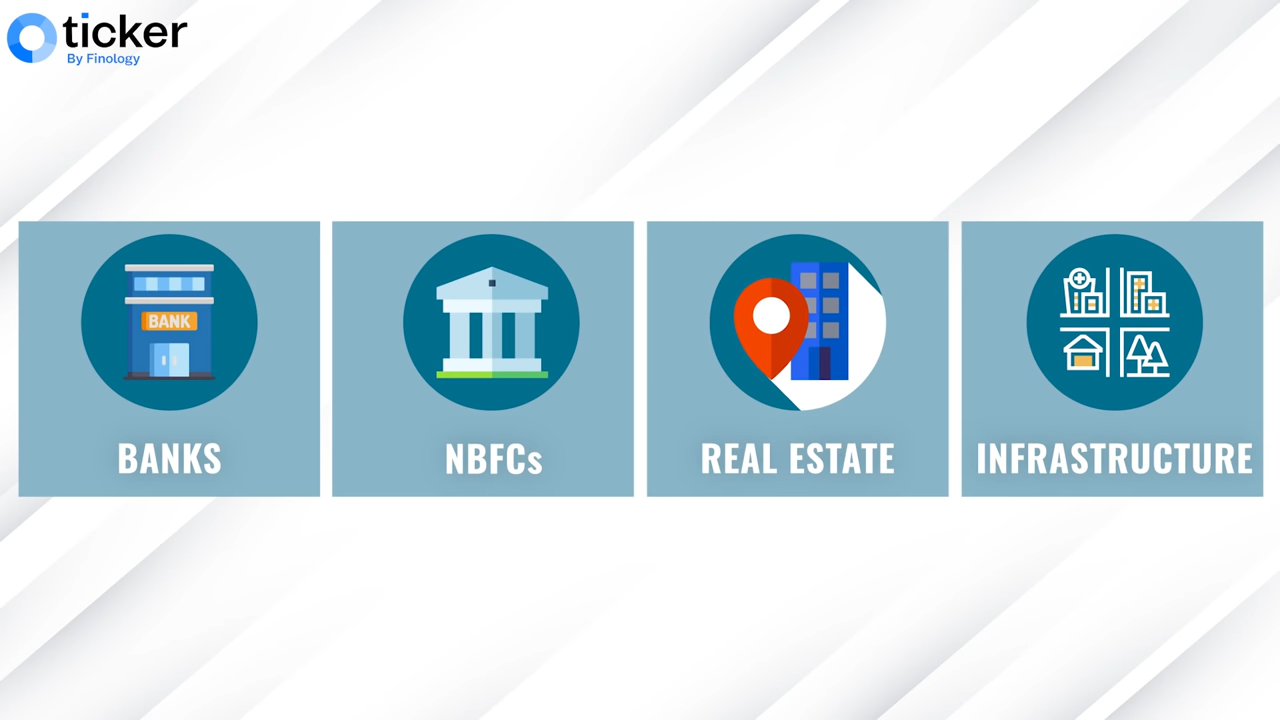 ticker
By Finology
BANK
BANKS
NBFCs
REAL ESTATE
INFRASTRUCTURE